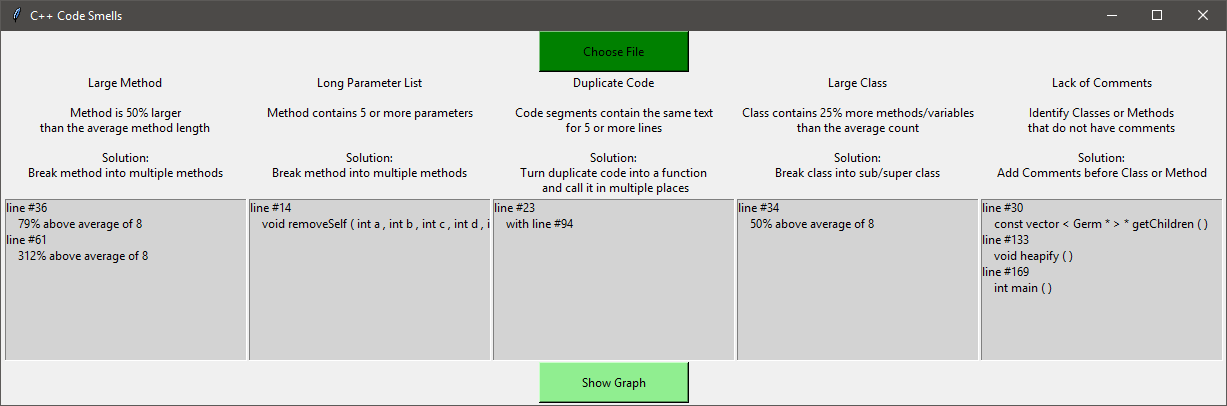 C++ Code Smells
Choose File
Large Method
Method is 50% larger
than the average method length
Solution:
Break method into multiple methods
line #36
79% above average of 8
line #61
312% above average of 8
Long Parameter List
Method contains 5 or more parameters
Solution:
Break method into multiple methods
line #14
void removeSelf ( int a , int b , int c , int d , i
Duplicate Code
Code segments contain the same text
for 5 or more lines
Solution:
Turn duplicate code into a function
and call it in multiple places
line #23
with line #94
Large Class
Class contains 25% more methods/variables
than the average count
Solution:
Break class into sub/super class
line #34
50% above average of 8
Lack of Comments
Identify Classes or Methods
that do not have comments
Solution:
Add Comments before Class or Method
line #30
const vector < Germ * > * getChildren ( )
line #133
void heapify ( )
line #169
int main ( )
Show Graph